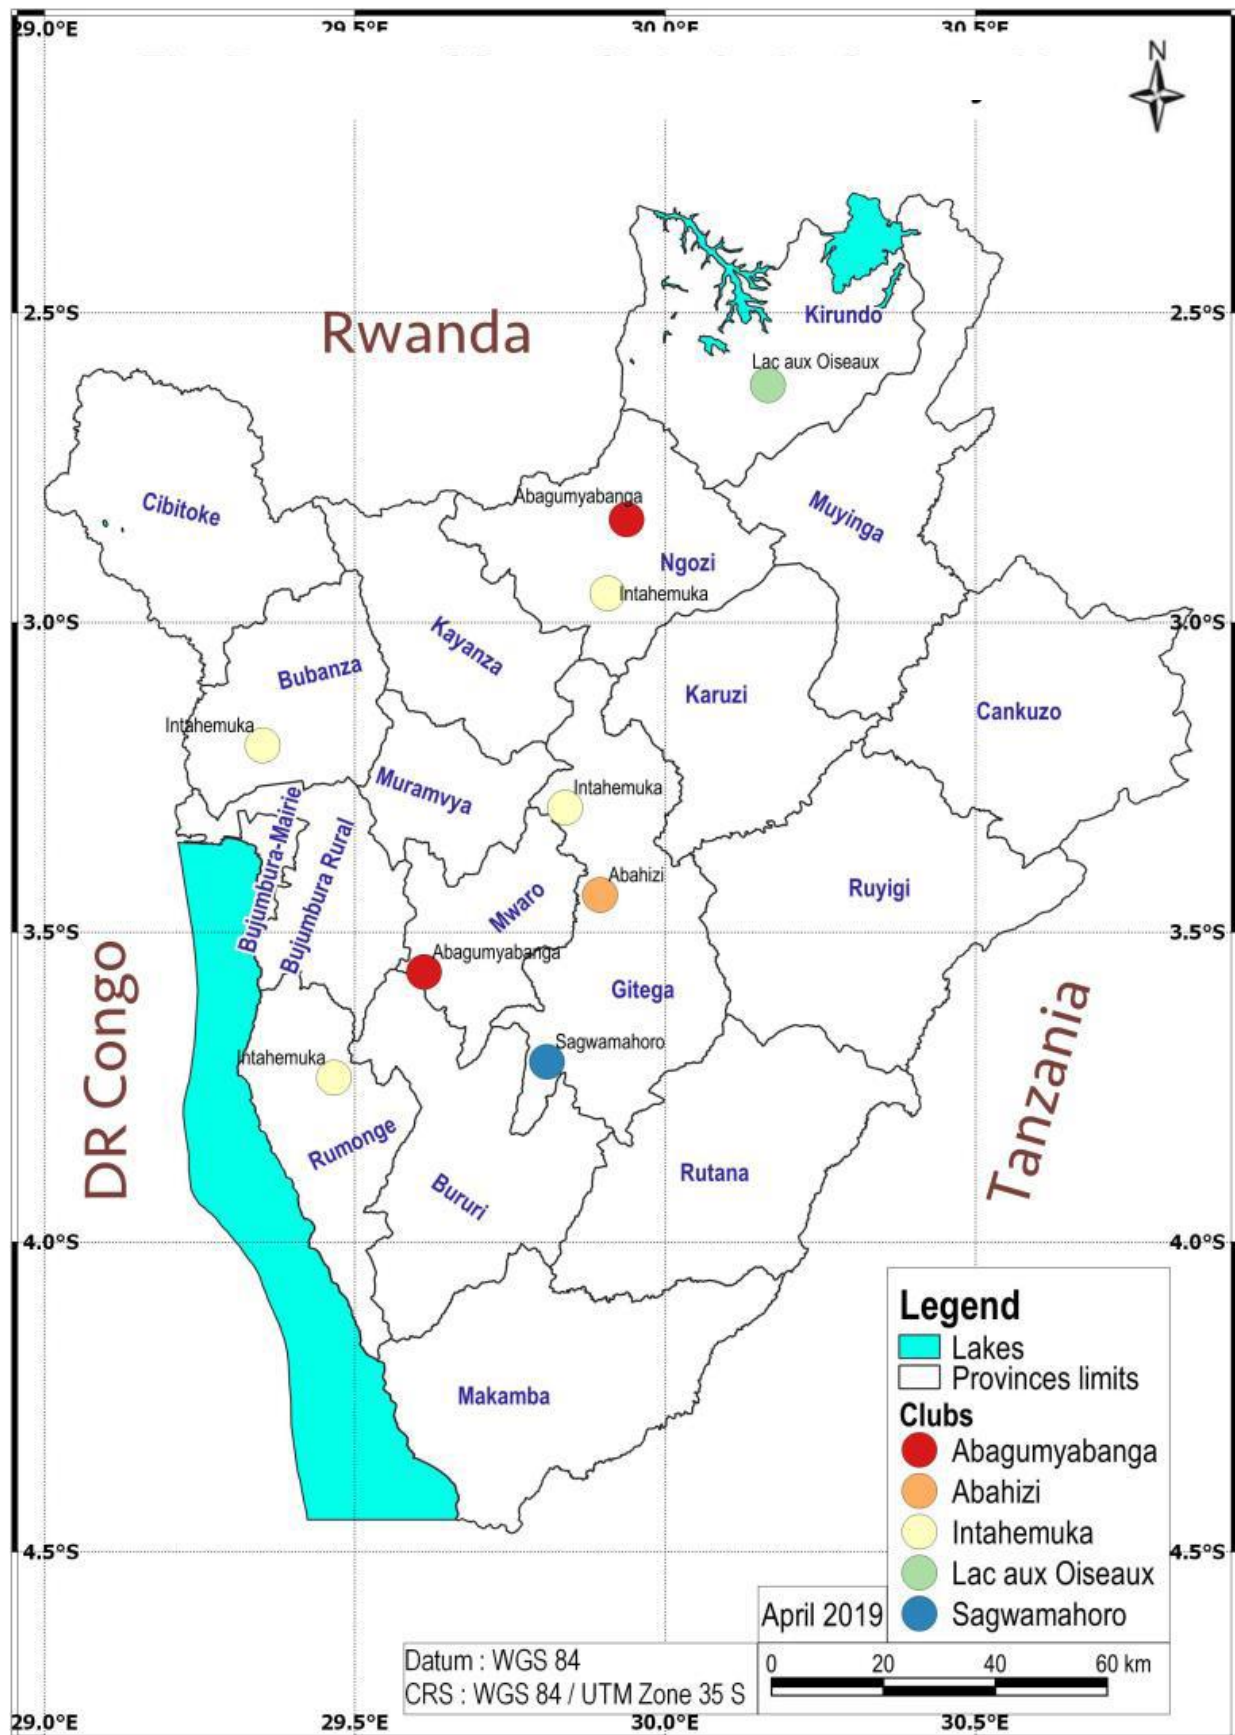 29.0°E 29.5°E 30.0°E 30.5°E
N
2.5°S 2.5°S
Rwanda
Kirundo
Lac aux Oiseaux
Cibitoke
Abagumyabanga
Muyinga
Ngozi
Intahemuka
3.0°S 3.0°S
Kayanza
Bubanza
Karuzi
Cankuzo
Intahemuka
Muramvya
Intahemuka
Bujumbura-Mairie
Bujumbura Rural
Abahizi
Ruyigi
Mwaro
3.5°S 3.5°S
Abagumyabanga
Gitega
DR Congo
Tanzania
Sagwamahoro
Intahemuka
Rumonge
Bururi
Rutana
4.0°S 4.0°S
Makamba
Legend
Lakes
Provinces limits
Clubs
Abagumyabanga
Abahizi
Intahemuka
Lac aux Oiseaux
Sagwamahoro
4.5°S 4.5°S
April 2019
Datum : WGS 84
CRS : WGS 84 / UTM Zone 35 S
0 20 40 60 km
29.0°E 29.5°E 30.0°E 30.5°E